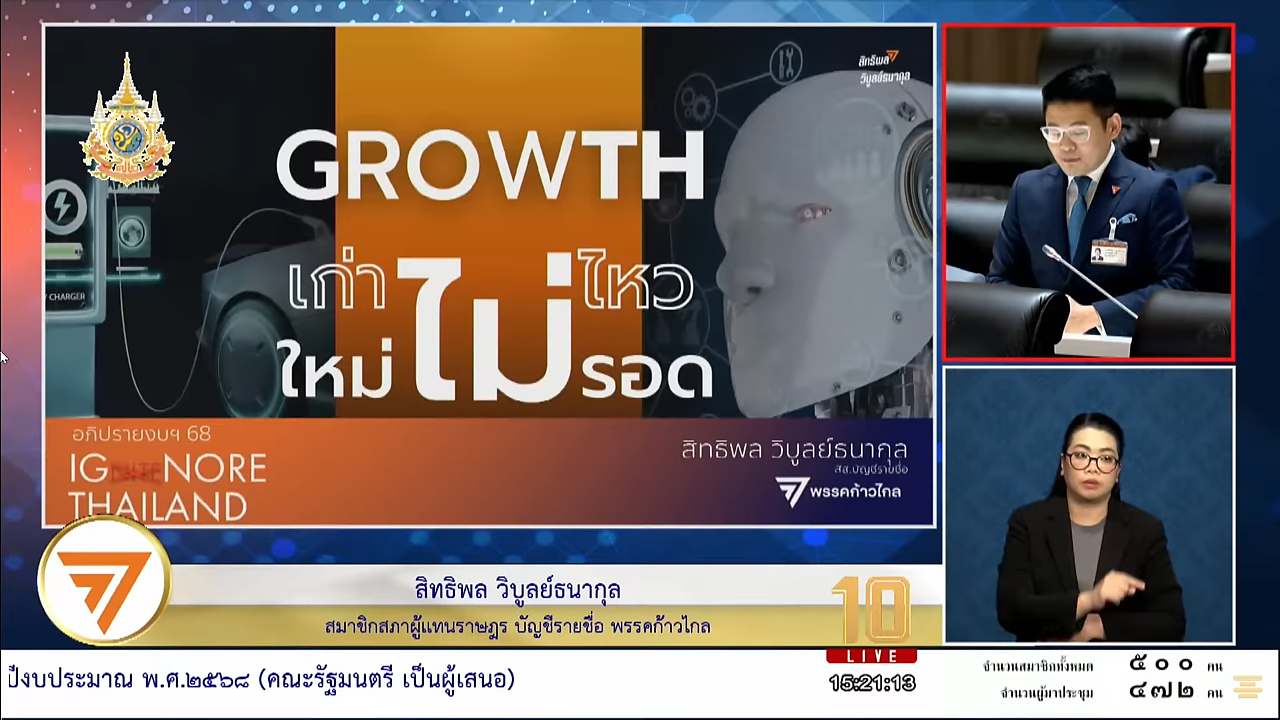 สิทธิพล
วิบูลย์ธนากุล
GROWTH
เก่า ไม่ ไหว
ใหม่ รอด
CHARGER
อภิปรายงบฯ 68
IGNITENORE
THAILAND
สิทธิพล วิบูลย์ธนากุล
สส.บัญชีรายชื่อ
พรรคก้าวไกล
สิทธิพล วิบูลย์ธนากุล
สมาชิกสภาผู้แทนราษฎร บัญชีรายชื่อ พรรคก้าวไกล
10
LIVE
15:21:13
ปีงบประมาณ พ.ศ.๒๕๖๘ (คณะรัฐมนตรี เป็นผู้เสนอ)
จำนวนสมาชิกทั้งหมด ๕๐๐ คน
จำนวนผู้มาประชุม ๔๗๒ คน